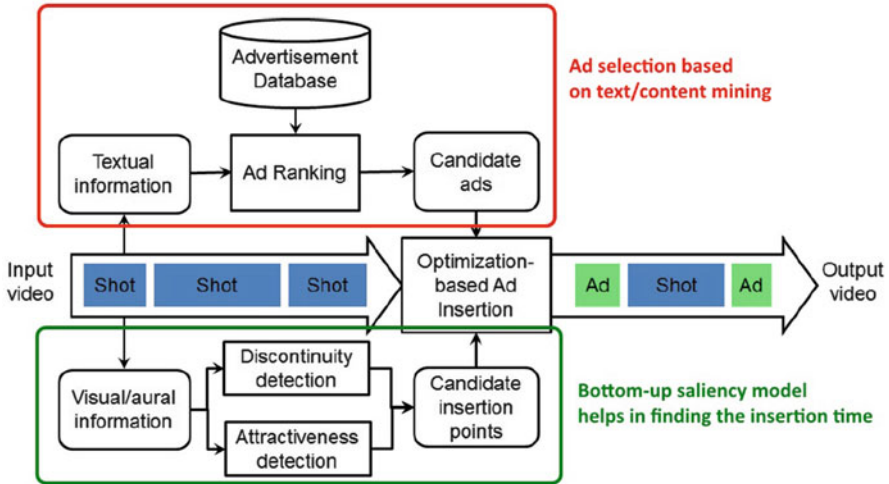 Advertisement
Database
Ad selection based
on text/content mining
Textual
information
Ad Ranking
Candidate
ads
Input
video
Shot
Shot
Shot
Optimization-
based Ad
Insertion
Ad
Shot
Ad
Output
video
Visual/aural
information
Discontinuity
detection
Attractiveness
detection
Candidate
insertion
points
Bottom-up saliency model
helps in finding the insertion time